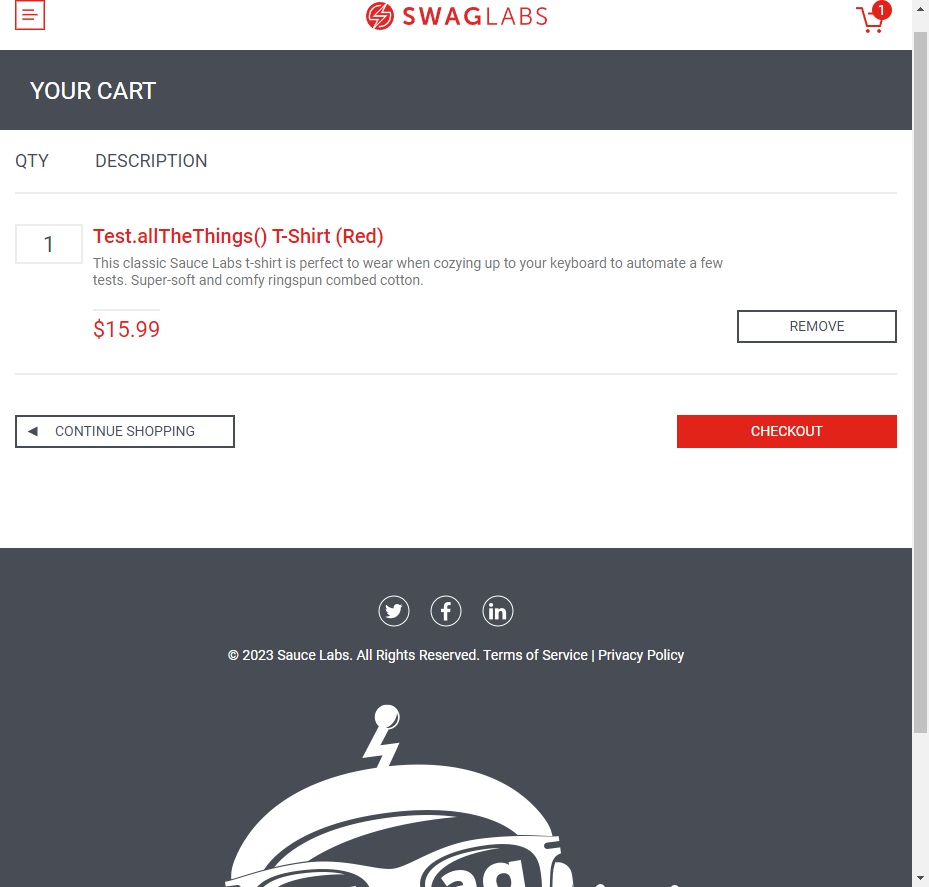 SWAGLABS
1
YOUR CART
QTY DESCRIPTION
1
Test.allTheThings() T-Shirt (Red)
This classic Sauce Labs t-shirt is perfect to wear when cozying up to your keyboard to automate a few
tests. Super-soft and comfy ringspun combed cotton.
$15.99
REMOVE
CONTINUE SHOPPING
CHECKOUT
© 2023 Sauce Labs. All Rights Reserved. Terms of Service | Privacy Policy